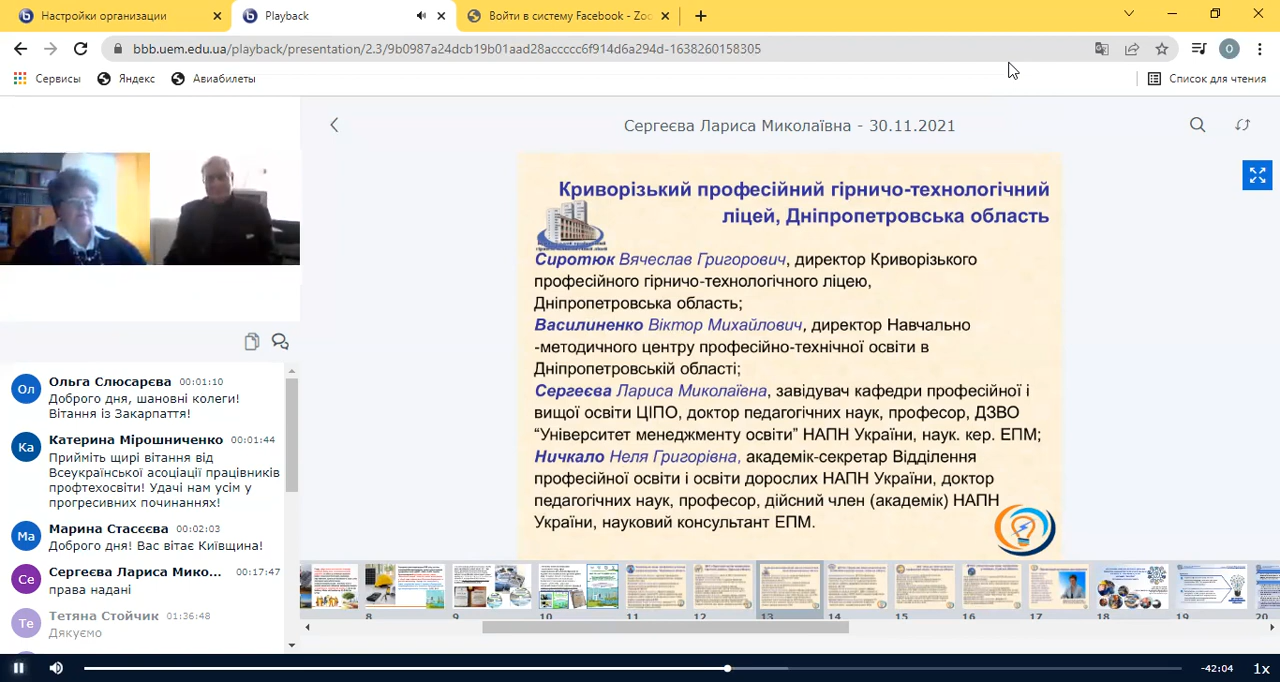 Настройки организации
Playback
Войти в систему Facebook - Zoo
bbb.uem.edu.ua/playback/presentation/2.3/9b0987a24dcb19b01aad28accccc6f914d6a294d-1638260158305
О
Сервисы
Яндекс
Авиабилеты
Список для чтения
Сергеєва Лариса Миколаївна - 30.11.2021
Криворізький професійний гірничо-технологічний
ліцей, Дніпропетровська область
Сиротюк Вячеслав Григорович, директор Криворізького
професійного гірничо-технологічного ліцею,
Дніпропетровська область;
Василиненко Віктор Михайлович, директор Навчально
-методичного центру професійно-технічної освіти в
Дніпропетровській області;
Сергеєва Лариса Миколаївна, завідувач кафедри професійної і
вищої освіти ЦІПО, доктор педагогічних наук, професор, ДЗВО
“Університет менеджменту освіти” НАПН України, наук. кер. ЕПМ;
Ничкало Неля Григорівна, академік-секретар Відділення
професійної освіти і освіти дорослих НАПН України, доктор
педагогічних наук, професор, дійсний член (академік) НАПН
України, науковий консультант ЕПМ.
Ол
Ольга Слюсарєва 00:01:10
Доброго дня, шановні колеги!
Вітання із Закарпаття!
Ка
Катерина Мірошниченко 00:01:44
Прийміть щирі вітання від
Всеукраїнської асоціації працівників
профтехосвіти! Удачі нам усім у
прогресивних починаннях!
Ма
Марина Стасєєва 00:02:03
Доброго дня! Вас вітає Київщина!
Се
Сергеєва Лариса Мико... 00:17:47
права надані
Те
Тетяна Стойчик 01:36:48
Дякуємо
8 9 10 11 12 13 14 15 16 17 18 19 20
-42:04
1x